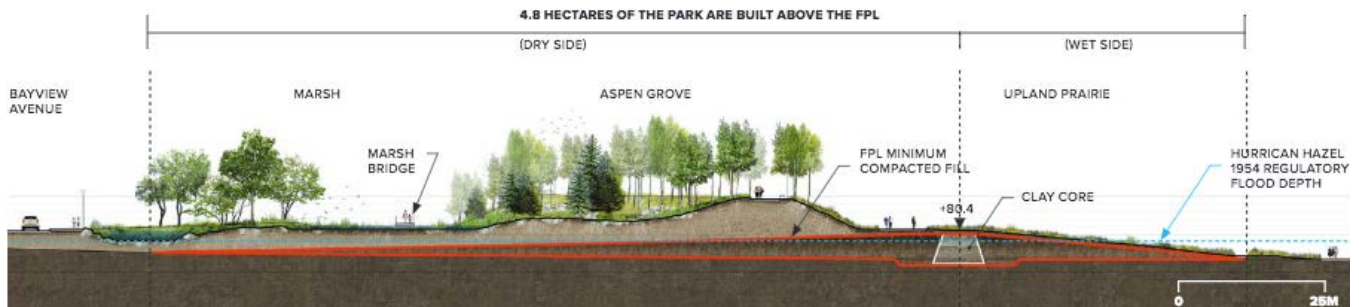 4.8 HECTARES OF THE PARK ARE BUILT ABOVE THE FPL
(DRY SIDE)
(WET SIDE)
BAYVIEW
AVENUE
MARSH
ASPEN GROVE
UPLAND PRAIRIE
MARSH
BRIDGE
FPL MINIMUM
COMPACTED FILL
HURRICAN HAZEL
1954 REGULATORY
FLOOD DEPTH
CLAY CORE
+80.4
0
25M